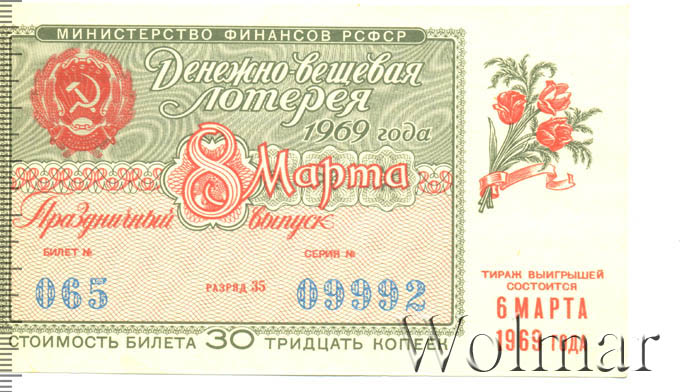 МИНИСТЕРСТВО ФИНАНСОВ РСФСР
Денежно-вещевая
лотерея
1969 года
8 Марта
Праздничный выпуск
БИЛЕТ № СЕРИЯ №
065 РАЗРЯД 35 09992
СТОИМОСТЬ БИЛЕТА 30 ТРИДЦАТЬ КОПЕЕК
ТИРАЖ ВЫИГРЫШЕЙ
СОСТОИТСЯ
6 МАРТА
1969 ГОДА
Wolmar